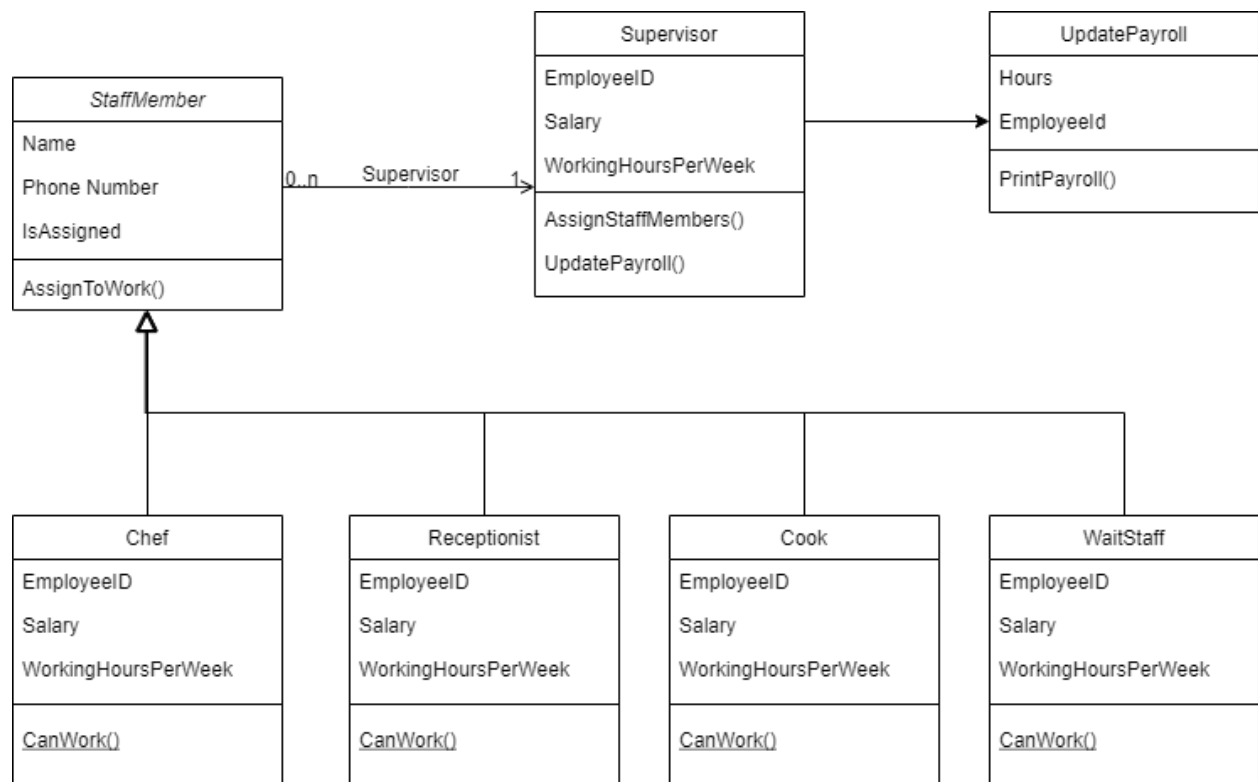 StaffMember
Name
Phone Number
IsAssigned
AssignToWork()
0..n
Supervisor
1
Supervisor
EmployeeID
Salary
WorkingHoursPerWeek
AssignStaffMembers()
UpdatePayroll()
UpdatePayroll
Hours
EmployeeId
PrintPayroll()
Chef
EmployeeID
Salary
WorkingHoursPerWeek
CanWork()
Receptionist
EmployeeID
Salary
WorkingHoursPerWeek
CanWork()
Cook
EmployeeID
Salary
WorkingHoursPerWeek
CanWork()
WaitStaff
EmployeeID
Salary
WorkingHoursPerWeek
CanWork()